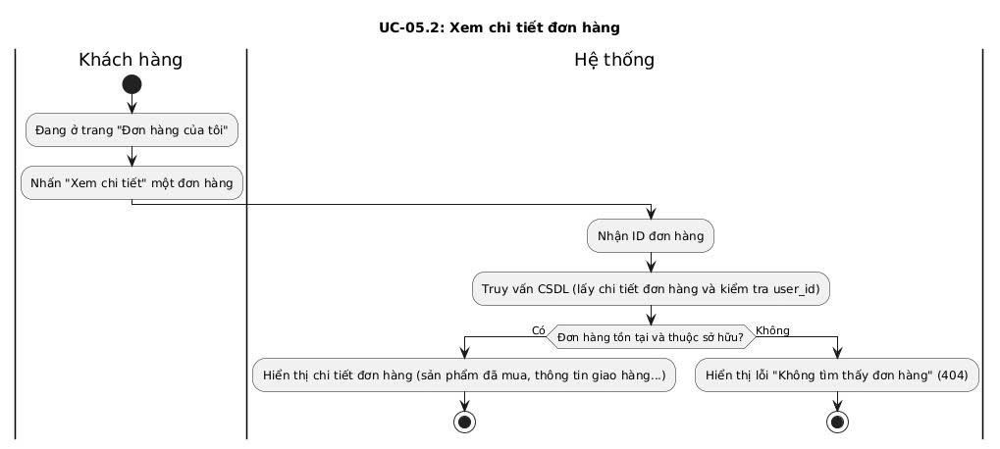 UC-05.2: Xem chi tiết đơn hàng
Khách hàng
Hệ thống
Đang ở trang "Đơn hàng của tôi"
Nhấn "Xem chi tiết" một đơn hàng
Nhận ID đơn hàng
Truy vấn CSDL (lấy chi tiết đơn hàng và kiểm tra user_id)
Có
Đơn hàng tồn tại và thuộc sở hữu?
Không
Hiển thị chi tiết đơn hàng (sản phẩm đã mua, thông tin giao hàng...)
Hiển thị lỗi "Không tìm thấy đơn hàng" (404)